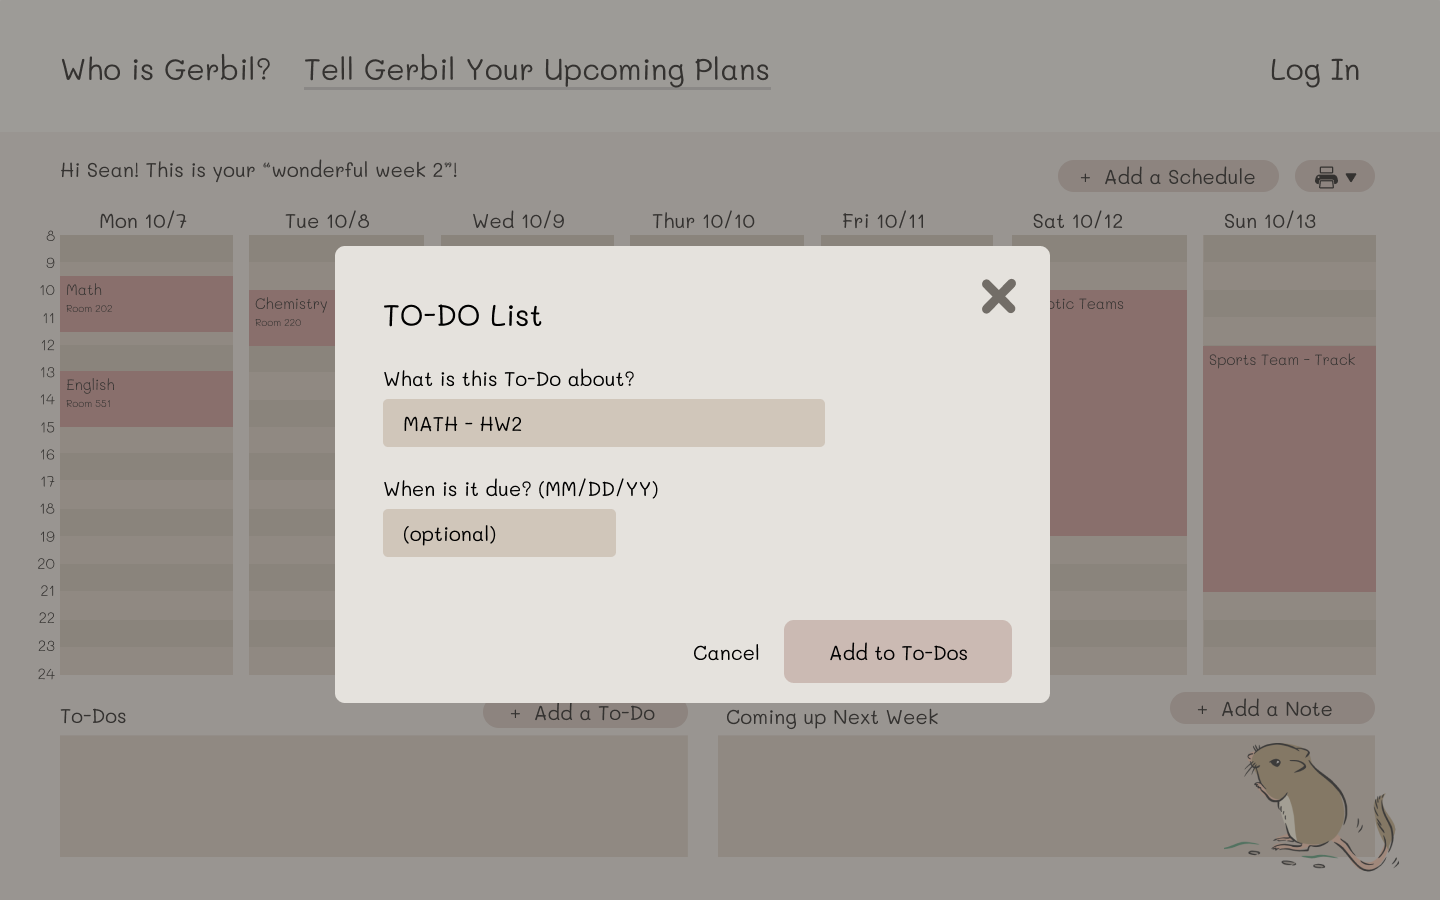 Who is Gerbil?
Tell Gerbil Your Upcoming Plans
Log In
Hi Sean! This is your “wonderful week 2”!
+ Add a Schedule
Mon 10/7
Tue 10/8
Wed 10/9
Thur 10/10
Fri 10/11
Sat 10/12
Sun 10/13
8
9
10
11
12
13
14
15
16
17
18
19
20
21
22
23
24
Math
Room 202
English
Room 551
Chemistry
Room 220
Teams
Sports Team - Track
TO-DO List
What is this To-Do about?
MATH - HW2
When is it due? (MM/DD/YY)
(optional)
Cancel
Add to To-Dos
To-Dos
+ Add a To-Do
Coming up Next Week
+ Add a Note